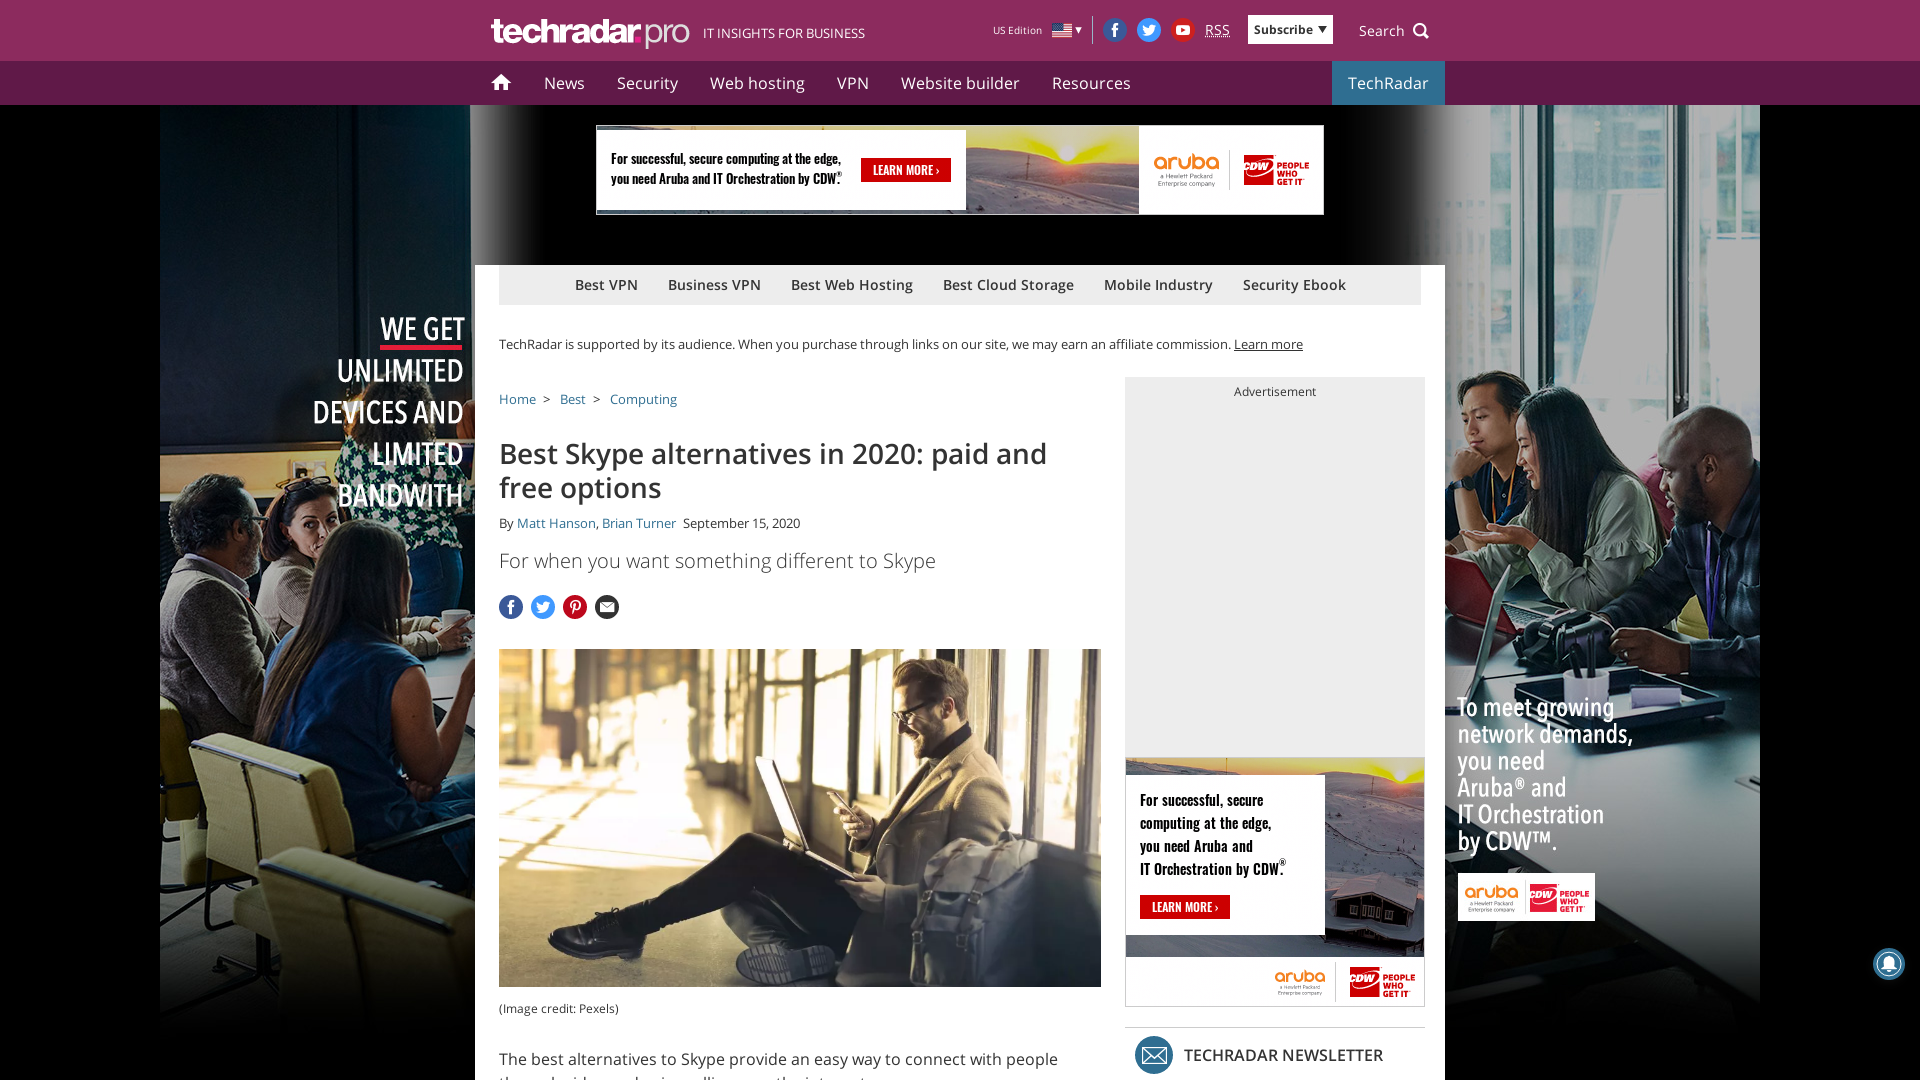 techradar.pro IT INSIGHTS FOR BUSINESS
US Edition
RSS
Subscribe
Search
News
Security
Web hosting
VPN
Website builder
Resources
TechRadar
For successful, secure computing at the edge,
you need Aruba and IT Orchestration by CDW®.
LEARN MORE ›
aruba
a Hewlett Packard
Enterprise company
CDW PEOPLE
WHO
GET IT
Best VPN
Business VPN
Best Web Hosting
Best Cloud Storage
Mobile Industry
Security Ebook
WE GET
UNLIMITED
DEVICES AND
LIMITED
BANDWITH
TechRadar is supported by its audience. When you purchase through links on our site, we may earn an affiliate commission. Learn more
Home > Best > Computing
Advertisement
Best Skype alternatives in 2020: paid and
free options
By Matt Hanson, Brian Turner September 15, 2020
For when you want something different to Skype
(Image credit: Pexels)
The best alternatives to Skype provide an easy way to connect with people
For successful, secure
computing at the edge,
you need Aruba and
IT Orchestration by CDW®.
LEARN MORE ›
aruba
a Hewlett Packard
Enterprise company
CDW PEOPLE
WHO
GET IT
TECHRADAR NEWSLETTER
To meet growing
network demands,
you need
Aruba® and
IT Orchestration
by CDW™.
aruba
a Hewlett Packard
Enterprise company
CDW PEOPLE
WHO
GET IT